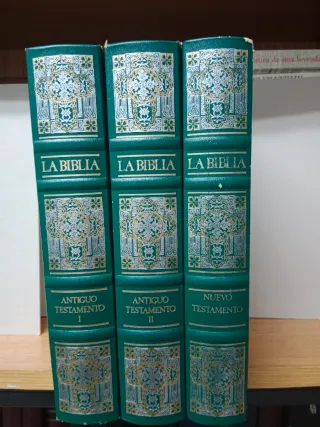 LA BIBLIA
ANTIGUO
TESTAMENTO
I
LA BIBLIA
ANTIGUO
TESTAMENTO
II
LA BIBLIA
NUEVO
TESTAMENTO